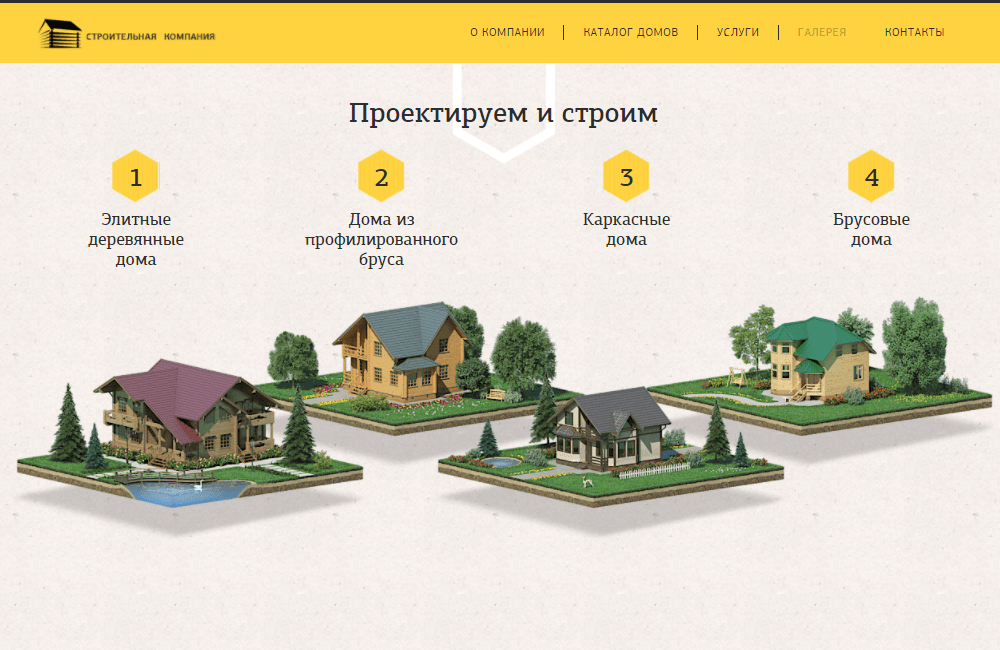 СТРОИТЕЛЬНАЯ КОМПАНИЯ
О КОМПАНИИ
КАТАЛОГ ДОМОВ
УСЛУГИ
ГАЛЕРЕЯ
КОНТАКТЫ
Проектируем и строим
1
Элитные
деревянные
дома
2
Дома из
профилированного
бруса
3
Каркасные
дома
4
Брусовые
дома